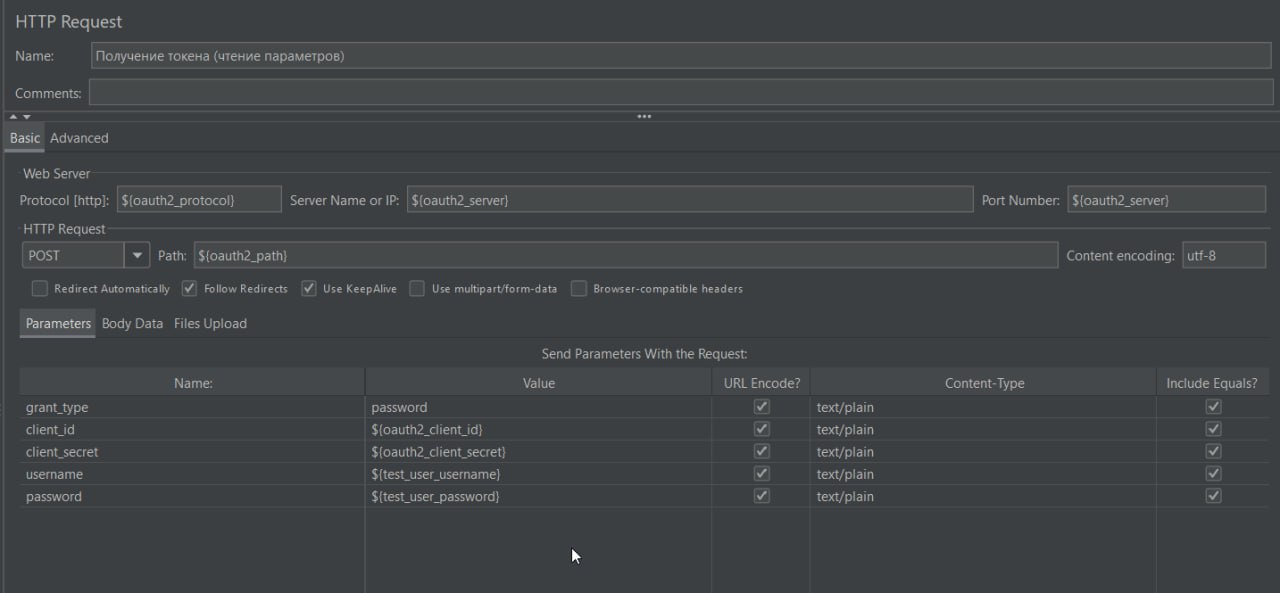 HTTP Request
Name: Получение токена (чтение параметров)
Comments:
Basic Advanced
Web Server
Protocol [http]: ${oauth2_protocol} Server Name or IP: ${oauth2_server} Port Number: ${oauth2_server}
HTTP Request
POST Path: ${oauth2_path} Content encoding: utf-8
Redirect Automatically Follow Redirects Use KeepAlive Use multipart/form-data Browser-compatible headers
Parameters Body Data Files Upload
Send Parameters With the Request:
Name: Value URL Encode? Content-Type Include Equals?
grant_type password text/plain
client_id ${oauth2_client_id} text/plain
client_secret ${oauth2_client_secret} text/plain
username ${test_user_username} text/plain
password ${test_user_password} text/plain